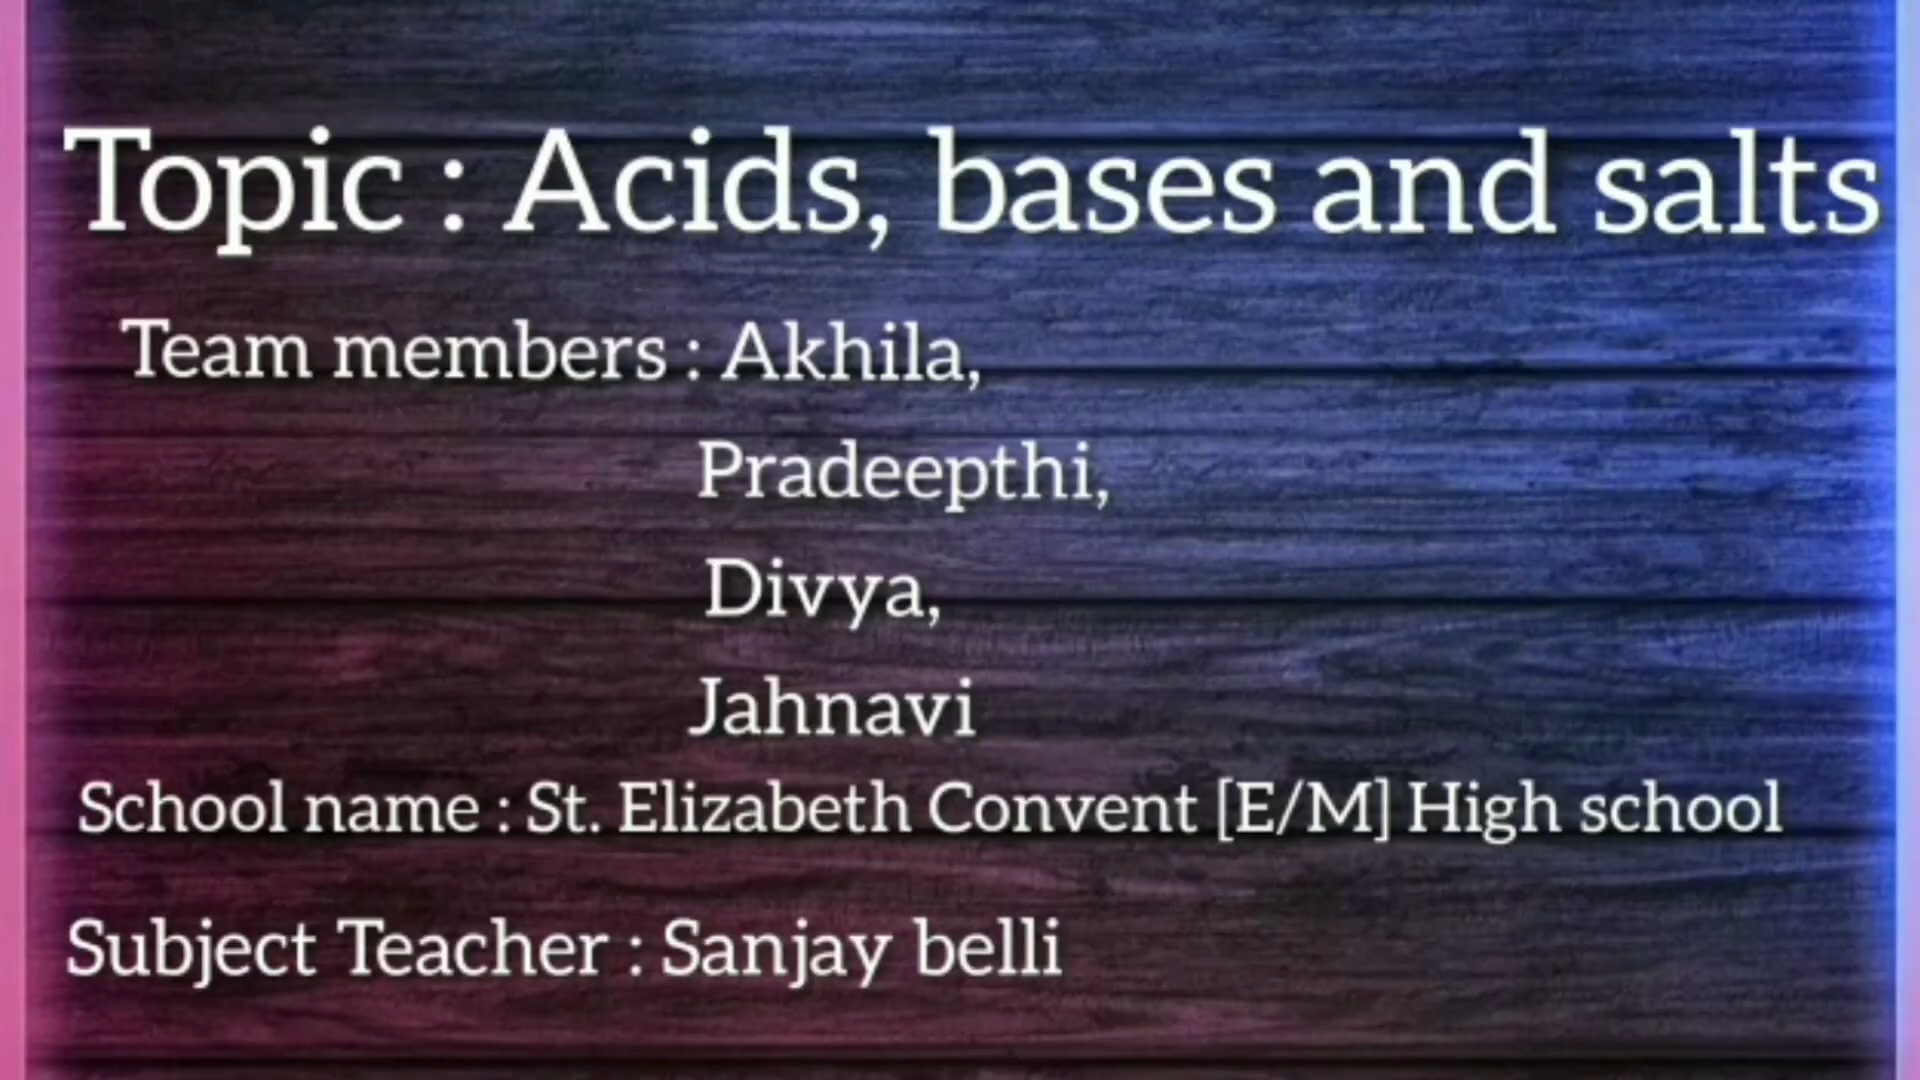 Topic : Acids, bases and salts
Team members : Akhila,
Pradeepthi,
Divya,
Jahnavi
School name : St. Elizabeth Convent [E/M] High school
Subject Teacher : Sanjay belli